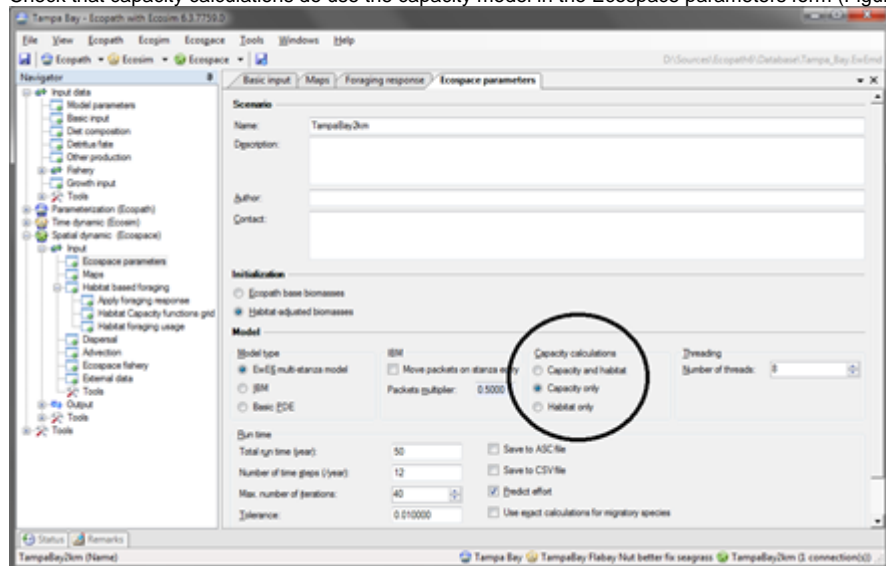 Check that capacity calculations do use the capacity model in the Ecospace parameters form (Figur
Tampa Bay - Ecopath with Ecosim 6.3.7759.0
File View Ecopath Ecosim Ecospace Tools Windows Help
Ecopath Ecosim Ecospace
D:\Sources\Ecopath6\Database\Tampa_Bay.EwEmd
Navigator
Basic input Maps Foraging response Ecospace parameters
Input data
Model parameters
Basic input
Diet composition
Detritus fate
Other production
Fishery
Growth input
Tools
Parameterization (Ecopath)
Time dynamic (Ecosim)
Spatial dynamic (Ecospace)
Input
Ecospace parameters
Maps
Habitat based foraging
Apply foraging response
Habitat Capacity functions grid
Habitat foraging usage
Dispersal
Advection
Ecospace fishery
External data
Tools
Output
Tools
Tools
Scenario
Name: TampaBay2km
Description:
Author:
Contact:
Initialization
Ecopath base biomasses
Habitat-adjusted biomasses
Model
Model type IBM Capacity calculations Threading
EwE5 multi-stanza model Move packets on stanza entry Capacity and habitat Number of threads: 8
IBM Packets multiplier: 0.5000 Capacity only
Basic PDE Habitat only
Run time
Total run time (year): 50 Save to ASC file
Number of time steps (/year): 12 Save to CSV file
Max. number of iterations: 40 Predict effort
Tolerance: 0.010000 Use exact calculations for migratory species
Status Remarks
TampaBay2km (Name) Tampa Bay TampaBay Flabay Nut better fix seagrass TampaBay2km (1 connection(s))